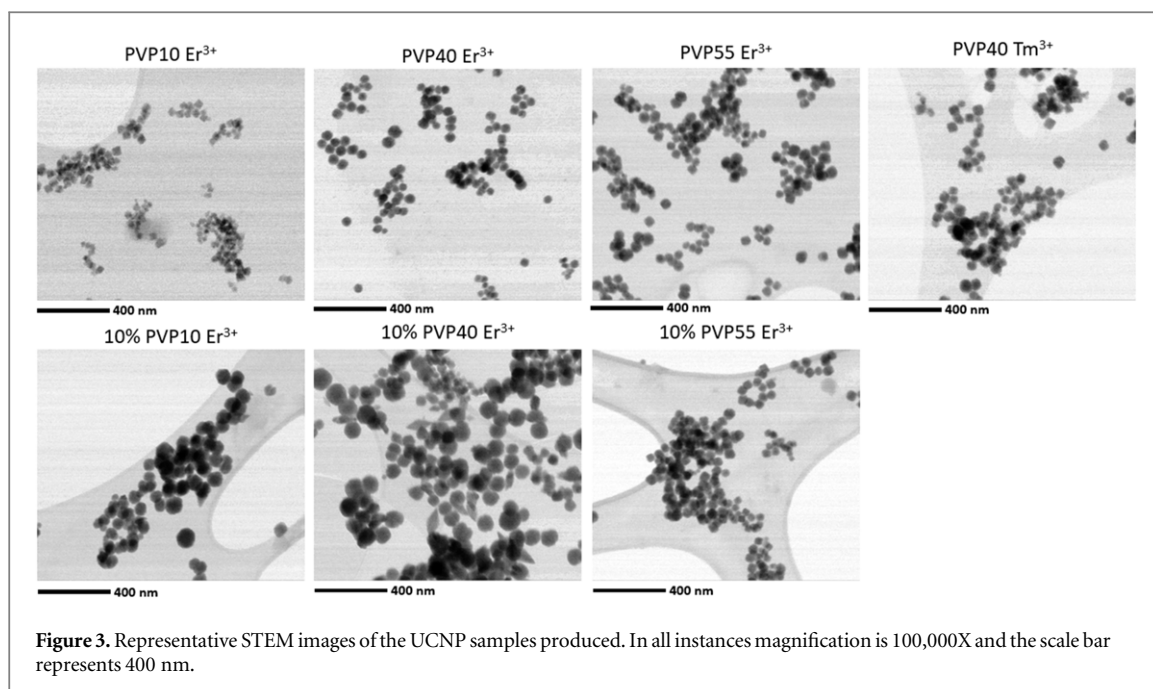 PVP10 Er³⁺
PVP40 Er³⁺
PVP55 Er³⁺
PVP40 Tm³⁺
400 nm
400 nm
400 nm
400 nm
10% PVP10 Er³⁺
10% PVP40 Er³⁺
10% PVP55 Er³⁺
400 nm
400 nm
400 nm
Figure 3. Representative STEM images of the UCNP samples produced. In all instances magnification is 100,000X and the scale bar
represents 400 nm.